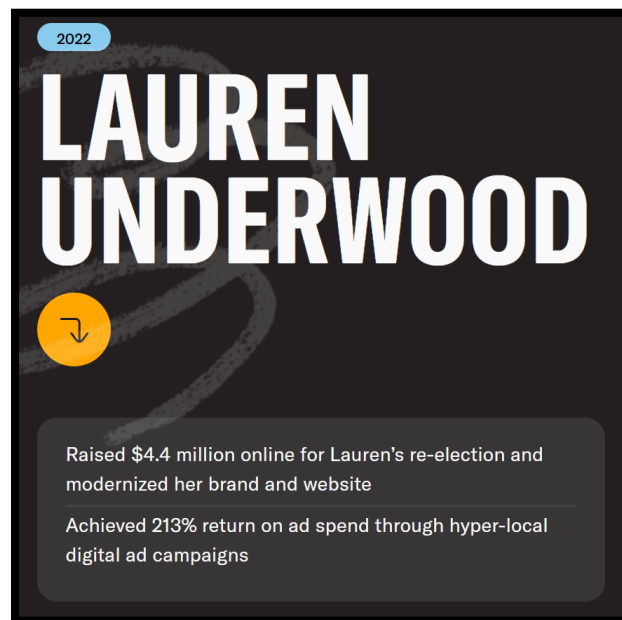 2022
LAUREN
UNDERWOOD
Raised $4.4 million online for Lauren’s re-election and
modernized her brand and website
Achieved 213% return on ad spend through hyper-local
digital ad campaigns